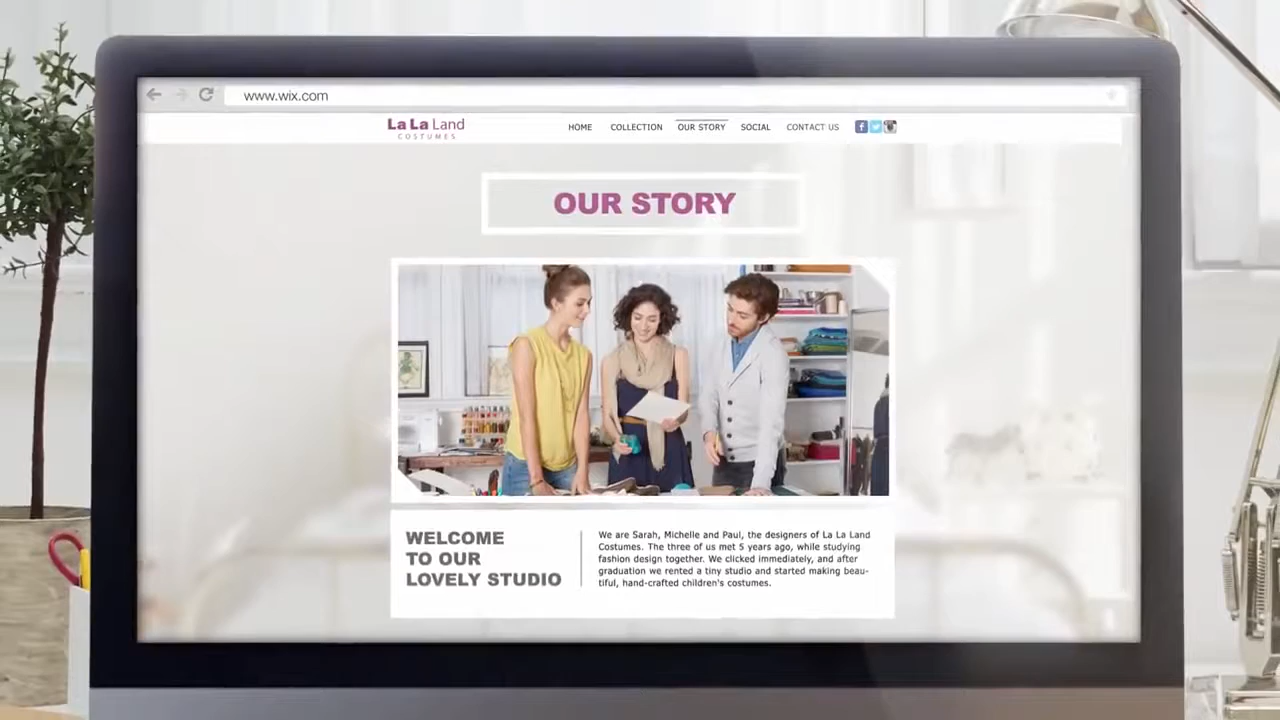 www.wix.com
La La Land
COSTUMES
HOME COLLECTION OUR STORY SOCIAL CONTACT US
OUR STORY
WELCOME
TO OUR
LOVELY STUDIO
We are Sarah, Michelle and Paul, the designers of La La Land
Costumes. The three of us met 5 years ago, while studying
fashion design together. We clicked immediately, and after
graduation we rented a tiny studio and started making beau-
tiful, hand-crafted children's costumes.